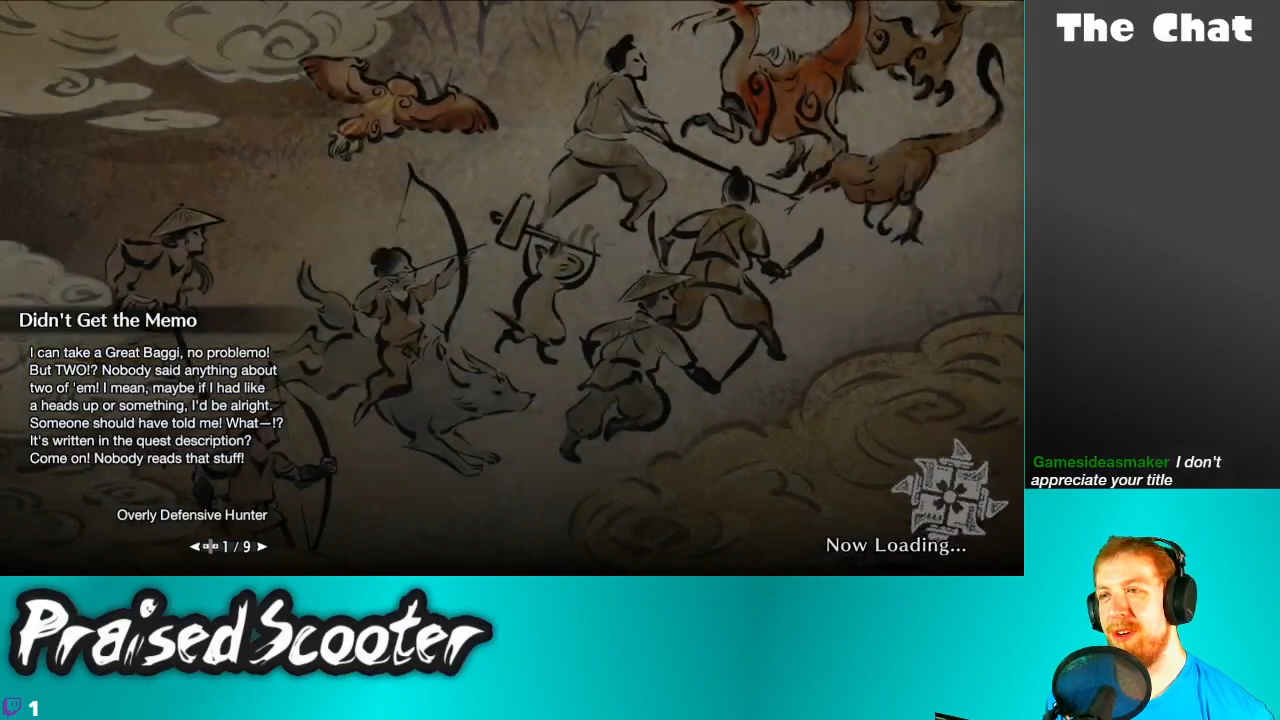 The Chat
Didn't Get the Memo
I can take a Great Baggi, no problemo!
But TWO!? Nobody said anything about
two of 'em! I mean, maybe if I had like
a heads up or something, I'd be alright.
Someone should have told me! What—!?
It's written in the quest description?
Come on! Nobody reads that stuff!
Overly Defensive Hunter
1 / 9
Now Loading...
Gamesideasmaker I don't
appreciate your title
PraisedScooter
1